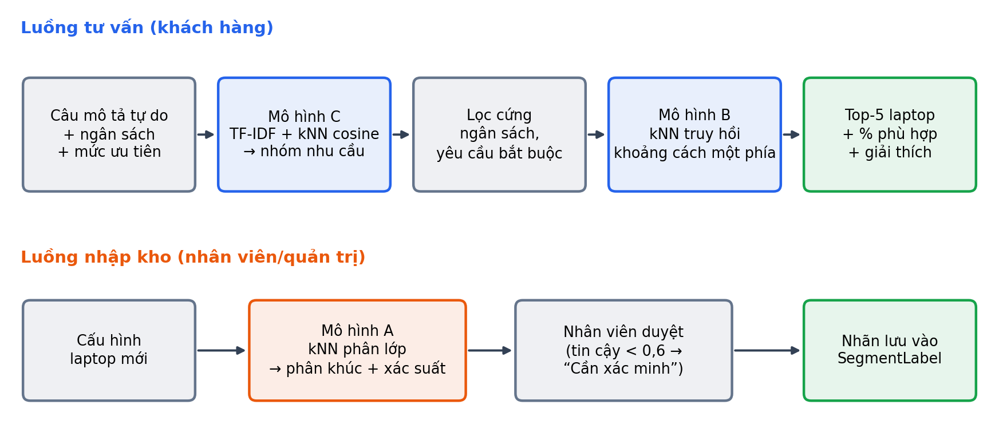 Luồng tư vấn (khách hàng)
Câu mô tả tự do
+ ngân sách
+ mức ưu tiên
Mô hình C
TF-IDF + kNN cosine
→ nhóm nhu cầu
Lọc cứng
ngân sách,
yêu cầu bắt buộc
Mô hình B
kNN truy hồi
khoảng cách một phía
Top-5 laptop
+ % phù hợp
+ giải thích
Luồng nhập kho (nhân viên/quản trị)
Cấu hình
laptop mới
Mô hình A
kNN phân lớp
→ phân khúc + xác suất
Nhân viên duyệt
(tin cậy < 0,6 →
“Cần xác minh”)
Nhãn lưu vào
SegmentLabel